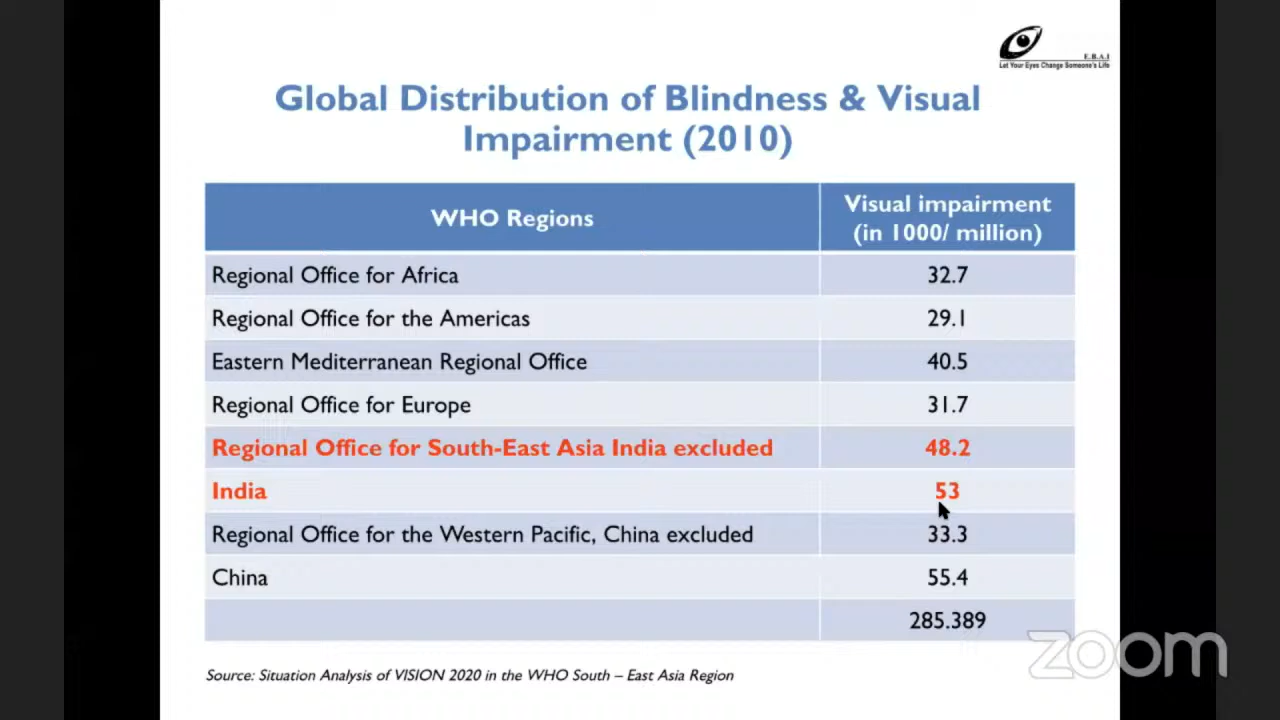 E.B.A.I
Let Your Eyes Change Someone's Life
Global Distribution of Blindness & Visual
Impairment (2010)
WHO Regions
Visual impairment
(in 1000/ million)
Regional Office for Africa 32.7
Regional Office for the Americas 29.1
Eastern Mediterranean Regional Office 40.5
Regional Office for Europe 31.7
Regional Office for South-East Asia India excluded 48.2
India 53
Regional Office for the Western Pacific, China excluded 33.3
China 55.4
285.389
Source: Situation Analysis of VISION 2020 in the WHO South – East Asia Region
zoom